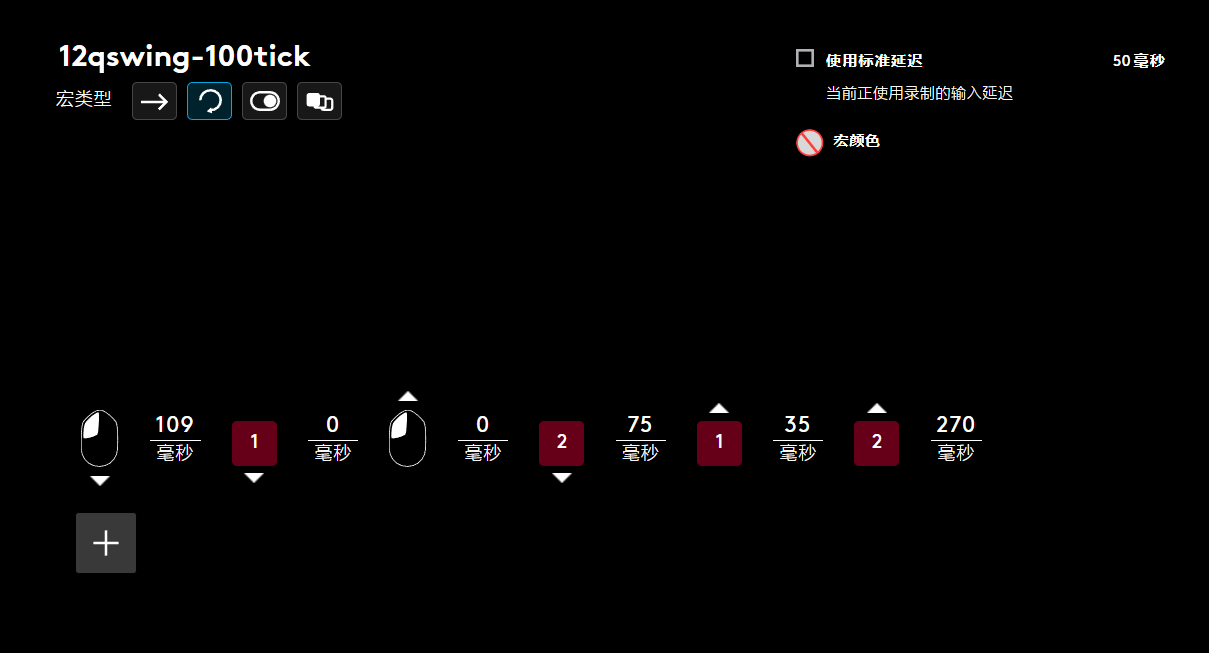 12qswing-100tick
宏类型
使用标准延迟 50 毫秒
当前正使用录制的输入延迟
宏颜色
109 毫秒 1 0 毫秒 0 毫秒 2 75 毫秒 1 35 毫秒 2 270 毫秒